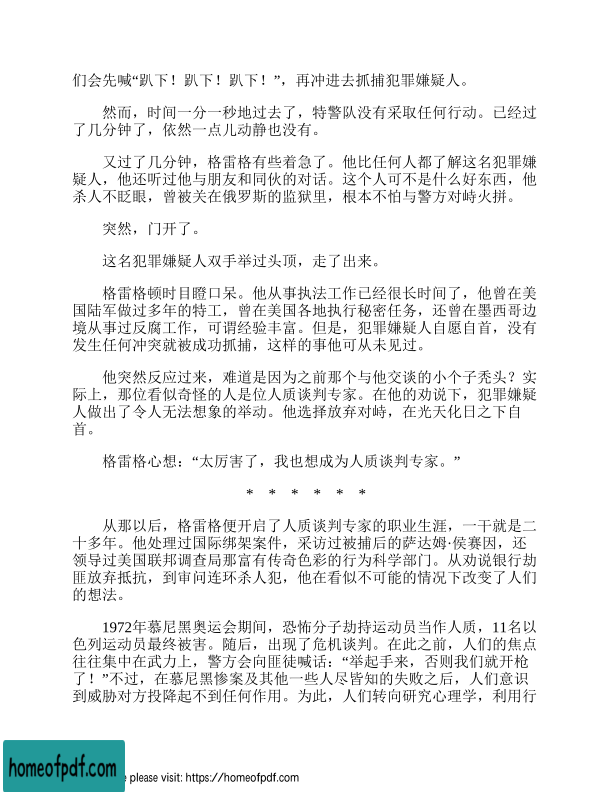 们会先喊“趴下！趴下！趴下！”，再冲进去抓捕犯罪嫌疑人。
然而，时间一分一秒地过去了，特警队没有采取任何行动。已经过
了几分钟了，依然一点儿动静也没有。
又过了几分钟，格雷格有些着急了。他比任何人都了解这名犯罪嫌
疑人，他还听过他与朋友和同伙的对话。这个人可不是什么好东西，他
杀人不眨眼，曾被关在俄罗斯的监狱里，根本不怕与警方对峙火拼。
突然，门开了。
这名犯罪嫌疑人双手举过头顶，走了出来。
格雷格顿时目瞪口呆。他从事执法工作已经很长时间了，他曾在美
国陆军做过多年的特工，曾在美国各地执行秘密任务，还曾在墨西哥边
境从事过反腐工作，可谓经验丰富。但是，犯罪嫌疑人自愿自首，没有
发生任何冲突就被成功抓捕，这样的事他可从未见过。
他突然反应过来，难道是因为之前那个与他交谈的小个子秃头？实
际上，那位看似奇怪的人是位人质谈判专家。在他的劝说下，犯罪嫌疑
人做出了令人无法想象的举动。他选择放弃对峙，在光天化日之下自
首。
格雷格心想：“太厉害了，我也想成为人质谈判专家。”
* * * * * *
从那以后，格雷格便开启了人质谈判专家的职业生涯，一干就是二
十多年。他处理过国际绑架案件，采访过被捕后的萨达姆·侯赛因，还
领导过美国联邦调查局那富有传奇色彩的行为科学部门。从劝说银行劫
匪放弃抵抗，到审问连环杀人犯，他在看似不可能的情况下改变了人们
的想法。
1972年慕尼黑奥运会期间，恐怖分子劫持运动员当作人质，11名以
色列运动员最终被害。随后，出现了危机谈判。在此之前，人们的焦点
往往集中在武力上，警方会向匪徒喊话：“举起手来，否则我们就开枪
了！”不过，在慕尼黑惨案及其他一些人尽皆知的失败之后，人们意识
到威胁对方投降起不到任何作用。为此，人们转向研究心理学，利用行
homeofpdf.com
please visit: https://homeofpdf.com